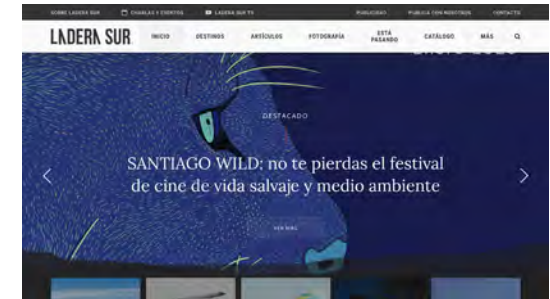 SOBRE LADERA SUR CHARLAS Y EVENTOS LADERA SUR TV PUBLICIDAD PUBLICA CON NOSOTROS CONTACTO
LADERA SUR INICIO DESTINOS ARTÍCULOS FOTOGRAFÍA ESTÁ PASANDO CATÁLOGO MÁS
DESTACADO
SANTIAGO WILD: no te pierdas el festival
de cine de vida salvaje y medio ambiente
VER MÁS